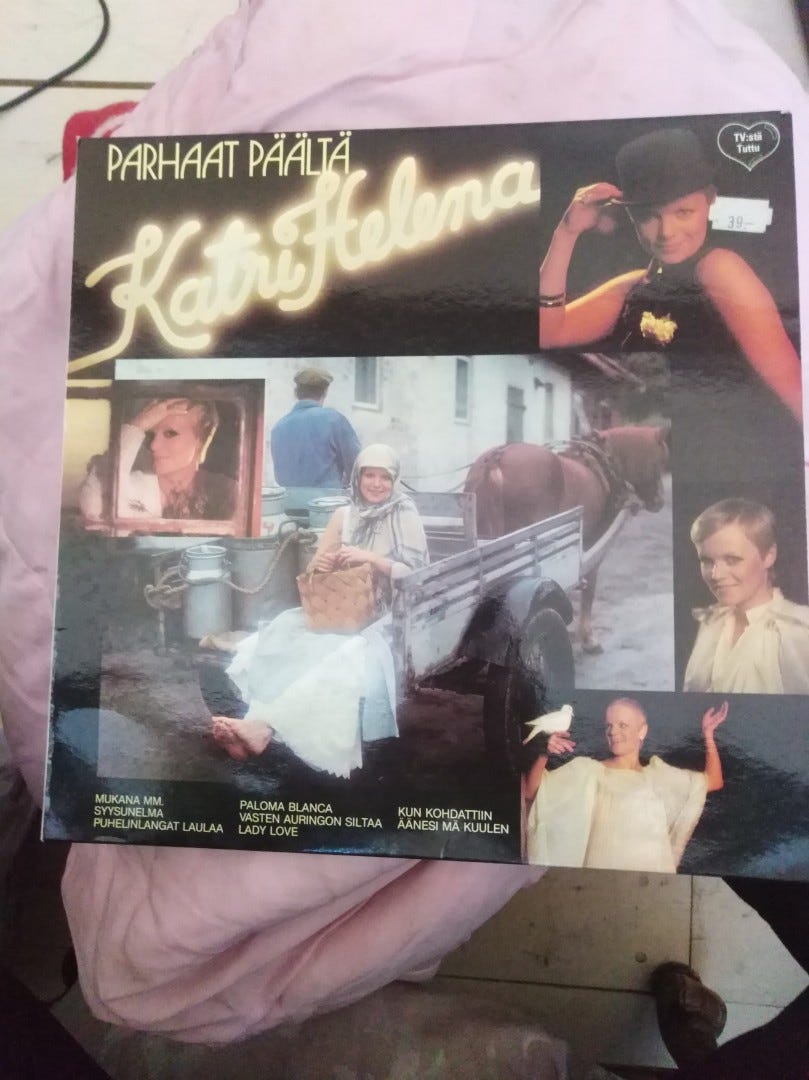 PARHAAT PÄÄLTÄ
Katri Helena
TV:stä
Tuttu
39.–
MUKANA MM.
SYYSUNELMA
PUHELINLANGAT LAULAA
PALOMA BLANCA
VASTEN AURINGON SILTAA
LADY LOVE
KUN KOHDATTIIN
ÄÄNESI MÄ KUULEN